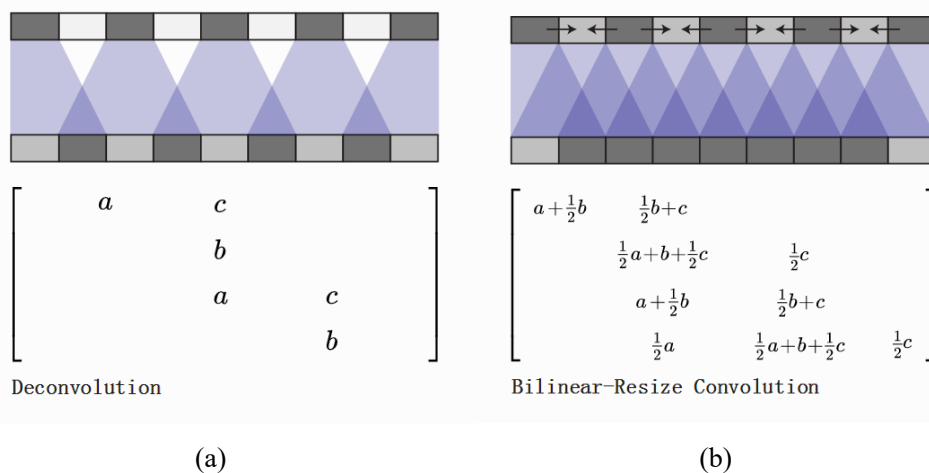 a c
b
a c
b
Deconvolution
(a)
a+½b ½b+c
½a+b+½c ½c
a+½b ½b+c
½a ½a+b+½c ½c
Bilinear-Resize Convolution
(b)